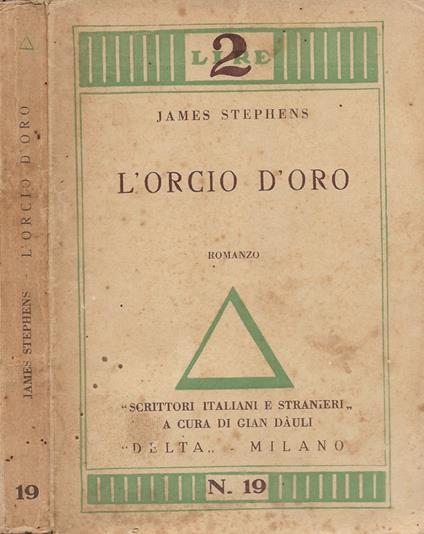 JAMES STEPHENS - L'ORCIO D'ORO
19
2
LIRE
JAMES STEPHENS
L'ORCIO D'ORO
ROMANZO
"SCRITTORI ITALIANI E STRANIERI„
A CURA DI GIAN DÀULI
"DELTA„ - MILANO
N. 19